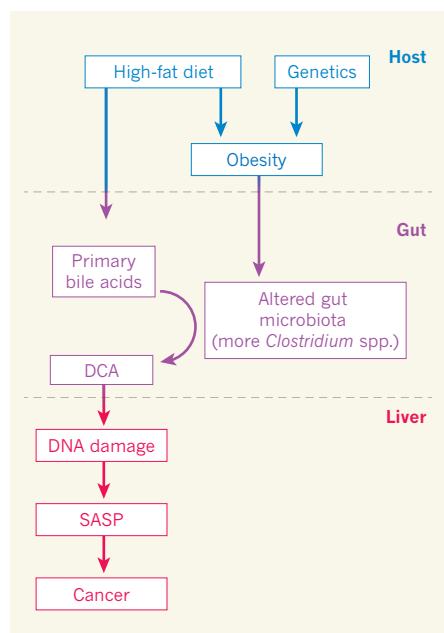 Host
High-fat diet
Genetics
Obesity
Gut
Primary
bile acids
Altered gut
microbiota
(more Clostridium spp.)
DCA
Liver
DNA damage
SASP
Cancer